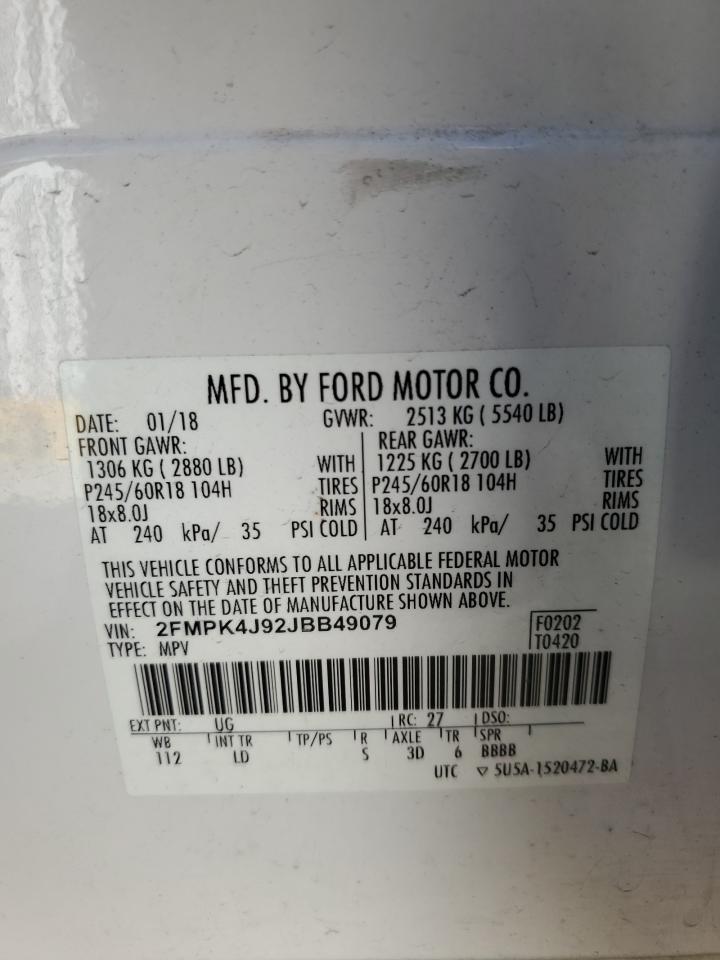 MFD. BY FORD MOTOR CO.
DATE: 01/18 GVWR: 2513 KG ( 5540 LB)
FRONT GAWR: REAR GAWR:
1306 KG ( 2880 LB) WITH 1225 KG ( 2700 LB) WITH
P245/60R18 104H TIRES P245/60R18 104H TIRES
18x8.0J RIMS 18x8.0J RIMS
AT 240 kPa/ 35 PSI COLD AT 240 kPa/ 35 PSI COLD
THIS VEHICLE CONFORMS TO ALL APPLICABLE FEDERAL MOTOR
VEHICLE SAFETY AND THEFT PREVENTION STANDARDS IN
EFFECT ON THE DATE OF MANUFACTURE SHOWN ABOVE.
VIN: 2FMPK4J92JBB49079 F0202
TYPE: MPV T0420
EXT PNT: UG RC: 27 DSO:
WB INT TR TP/PS R AXLE TR SPR
112 LD S 3D 6 BBBB
UTC ▽ 5U5A-1520472-BA